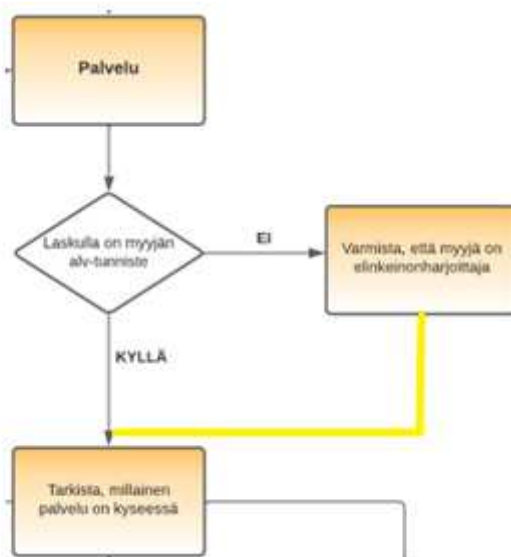 Palvelu
Laskulla on myyjän
alv-tunniste
EI
Varmista, että myyjä on
elinkeinonharjoittaja
KYLLÄ
Tarkista, millainen
palvelu on kyseessä